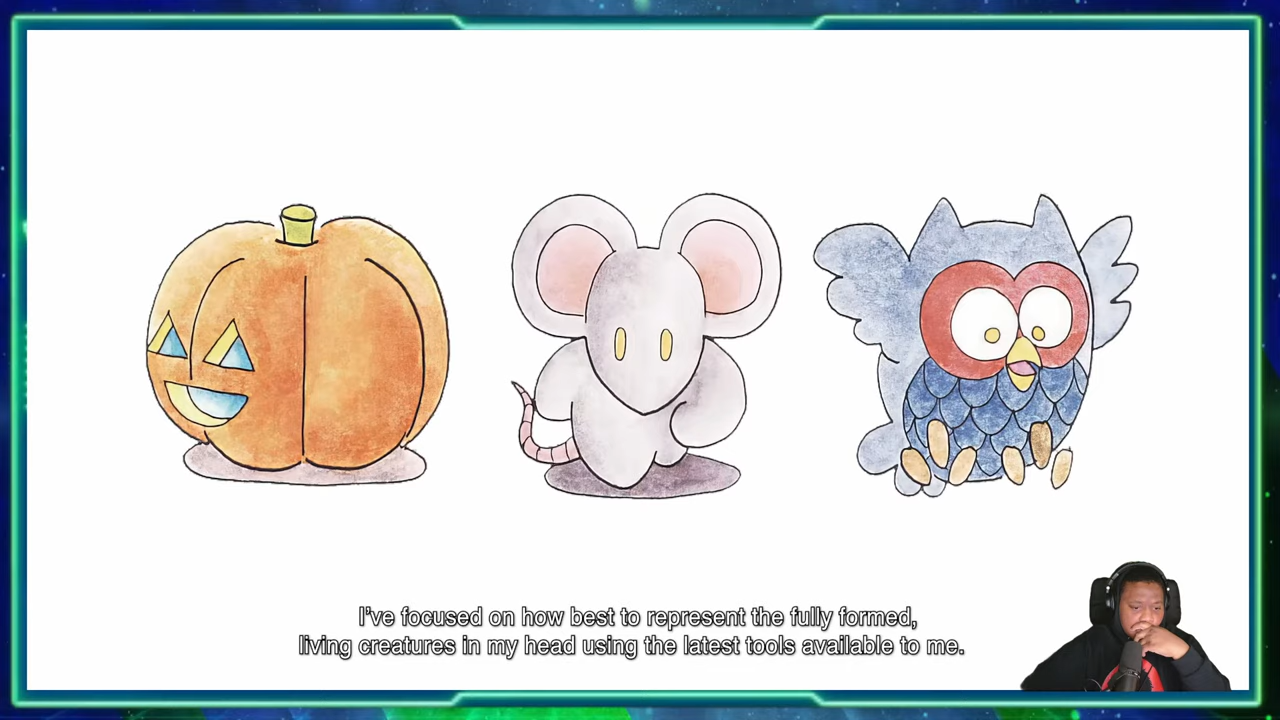 I've focused on how best to represent the fully formed,
living creatures in my head using the latest tools available to me.